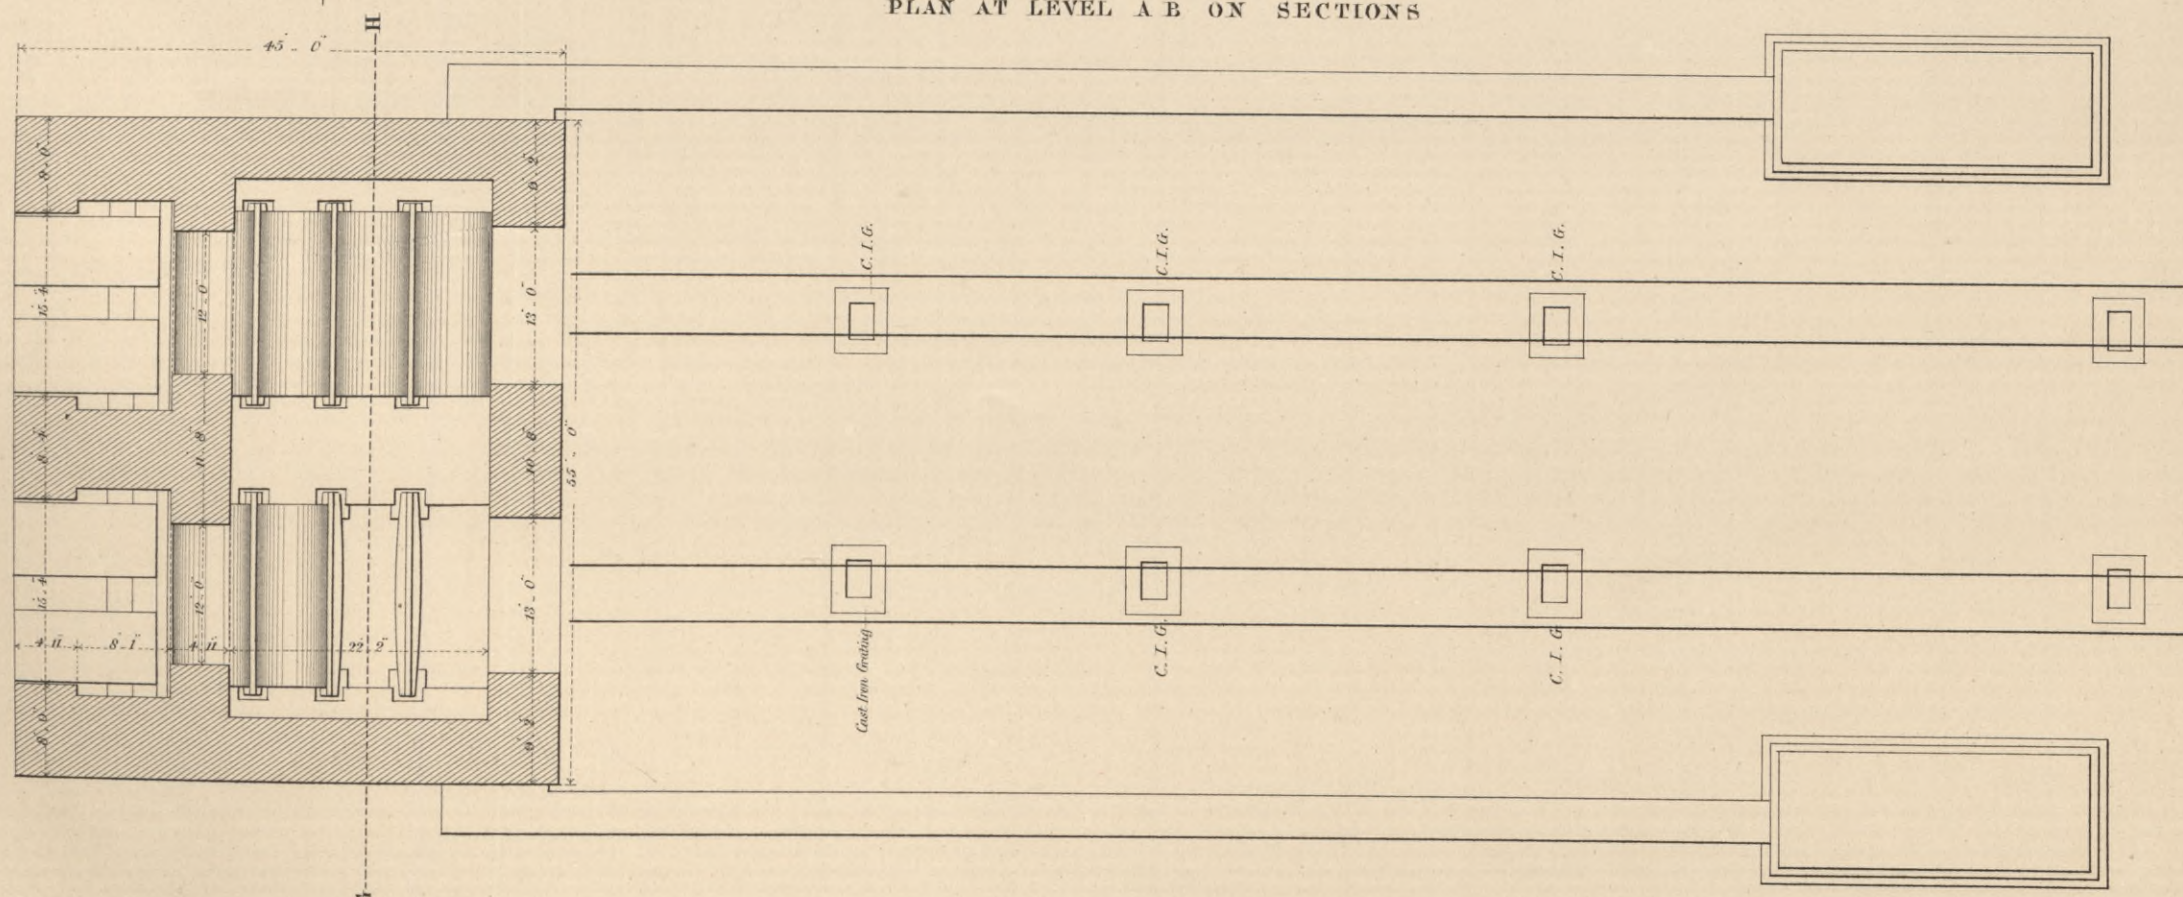 PLAN AT LEVEL A B ON SECTIONS
H
45' - 0"
8' - 0"
9' - 2"
15' 4"
12' - 0"
13' - 0"
C. I. G.
C. I. G.
C. I. G.
8' - 4"
11' - 8"
10' - 8"
55' - 0"
15' 4"
12' - 0"
13' - 0"
4' 11"
8' 1"
4' 11"
22' 2"
Cast Iron Grating
C. I. G.
C. I. G.
8' - 0"
9' - 2"